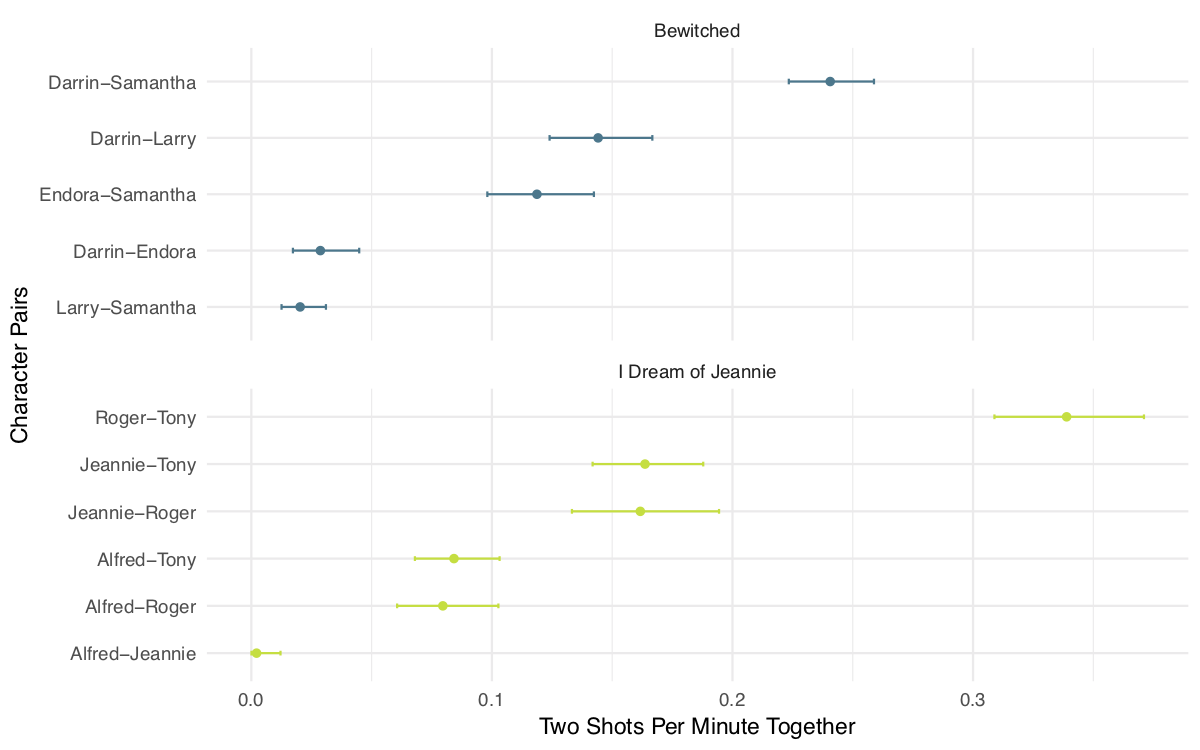 Bewitched
Darrin−Samantha
Darrin−Larry
Endora−Samantha
Darrin−Endora
Larry−Samantha
Character Pairs
I Dream of Jeannie
Roger−Tony
Jeannie−Tony
Jeannie−Roger
Alfred−Tony
Alfred−Roger
Alfred−Jeannie
0.0 0.1 0.2 0.3
Two Shots Per Minute Together